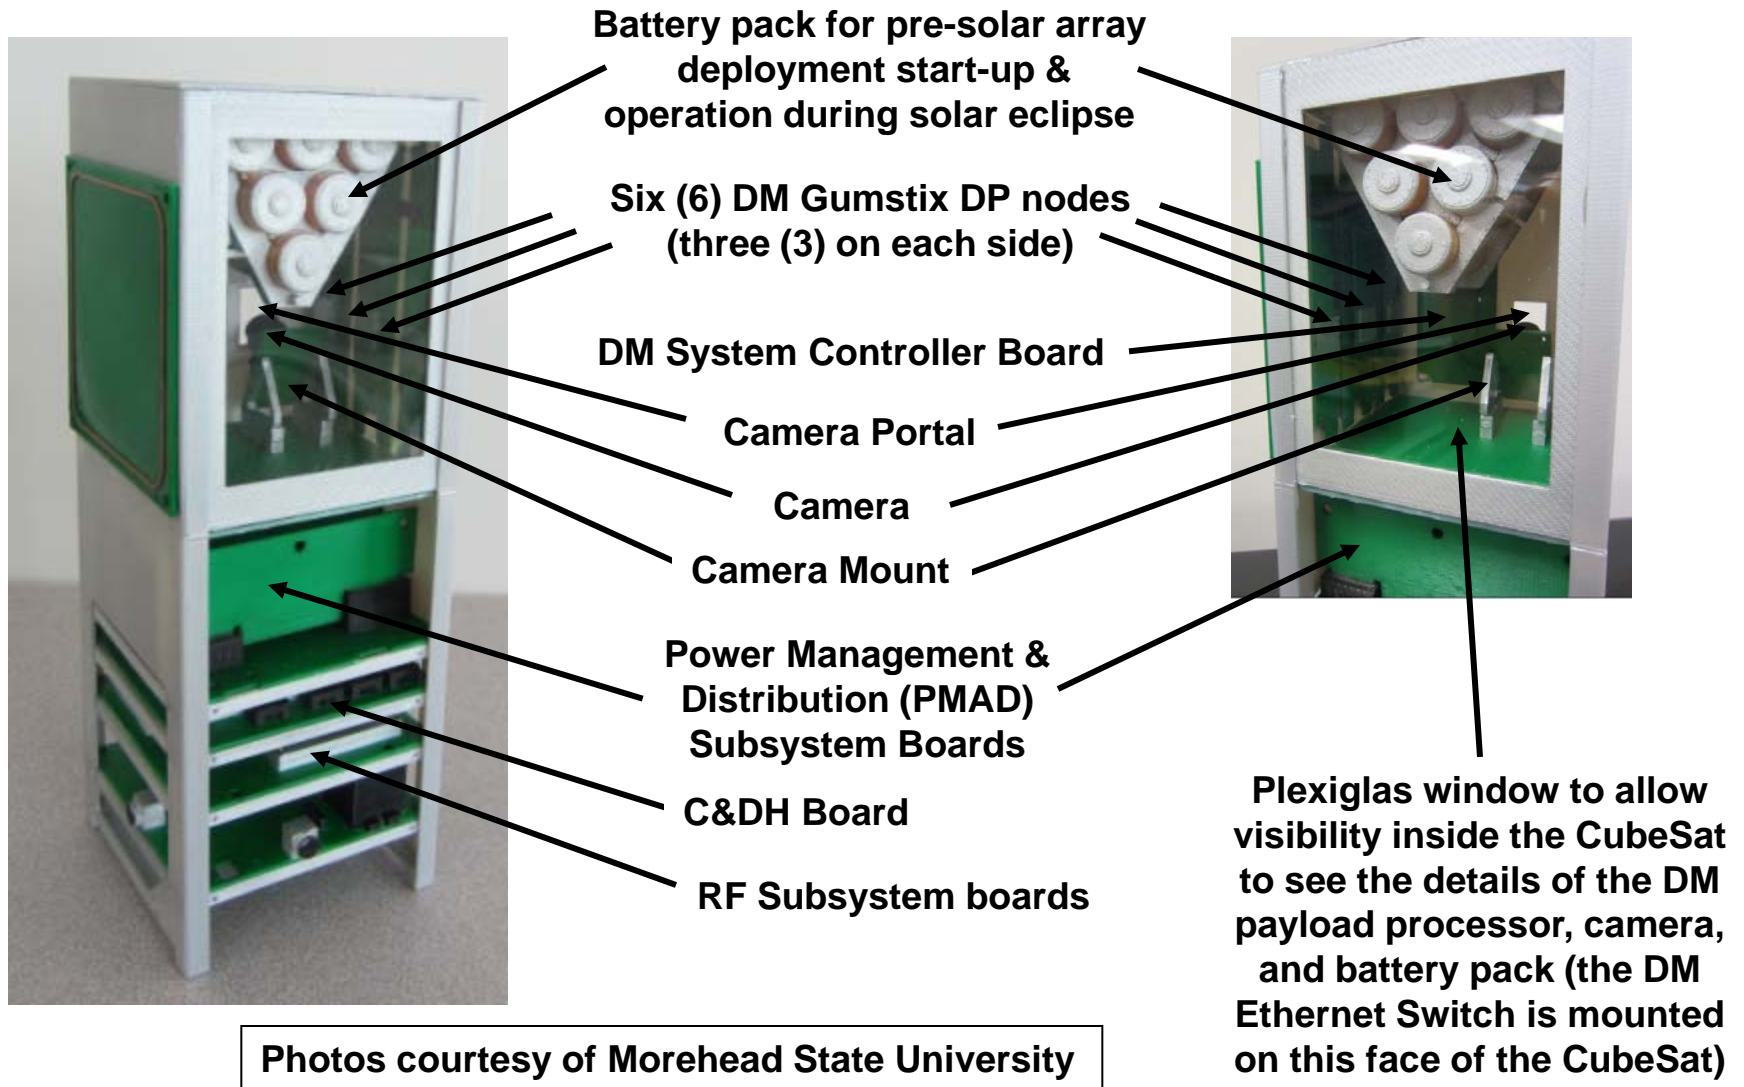 Battery pack for pre-solar array
deployment start-up &
operation during solar eclipse
Six (6) DM Gumstix DP nodes
(three (3) on each side)
DM System Controller Board
Camera Portal
Camera
Camera Mount
Power Management &
Distribution (PMAD)
Subsystem Boards
C&DH Board
RF Subsystem boards
Plexiglas window to allow
visibility inside the CubeSat
to see the details of the DM
payload processor, camera,
and battery pack (the DM
Ethernet Switch is mounted
on this face of the CubeSat)
Photos courtesy of Morehead State University